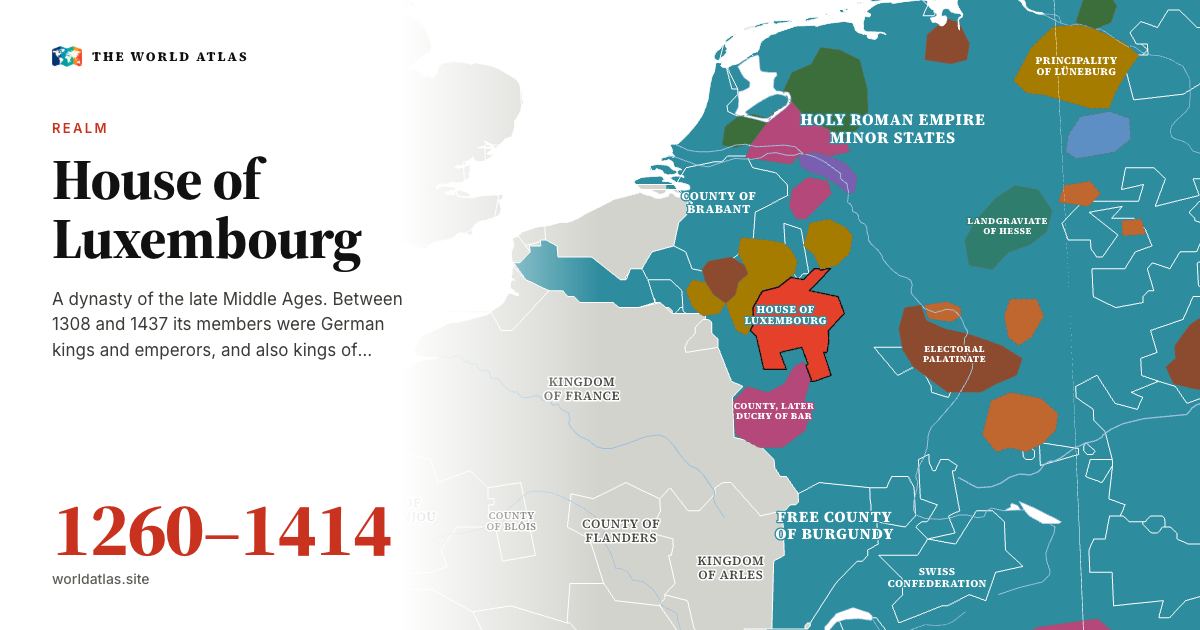 THE WORLD ATLAS
REALM
House of
Luxembourg
A dynasty of the late Middle Ages. Between
1308 and 1437 its members were German
kings and emperors, and also kings of...
1260–1414
worldatlas.site
PRINCIPALITY
OF LÜNEBURG
HOLY ROMAN EMPIRE
MINOR STATES
COUNTY OF
BRABANT
LANDGRAVIATE
OF HESSE
HOUSE OF
LUXEMBOURG
ELECTORAL
PALATINATE
KINGDOM
OF FRANCE
COUNTY, LATER
DUCHY OF BAR
COUNTY
OF BLOIS
COUNTY OF
FLANDERS
FREE COUNTY
OF BURGUNDY
KINGDOM
OF ARLES
SWISS
CONFEDERATION